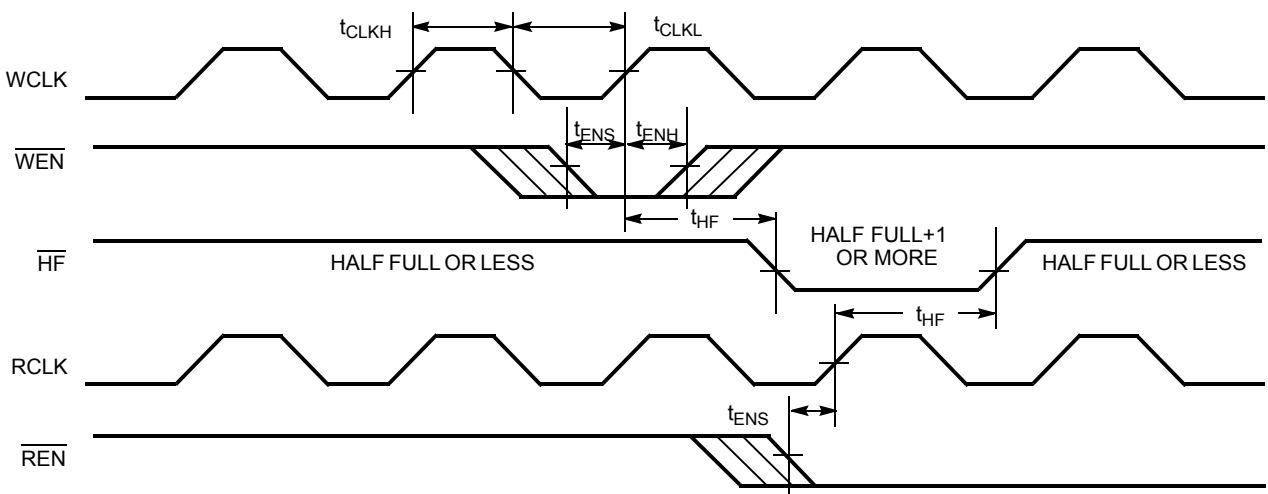 tCLKH
tCLKL
WCLK
tENS
tENH
WEN
tHF
HF
HALF FULL OR LESS
HALF FULL+1
OR MORE
HALF FULL OR LESS
tHF
RCLK
tENS
REN